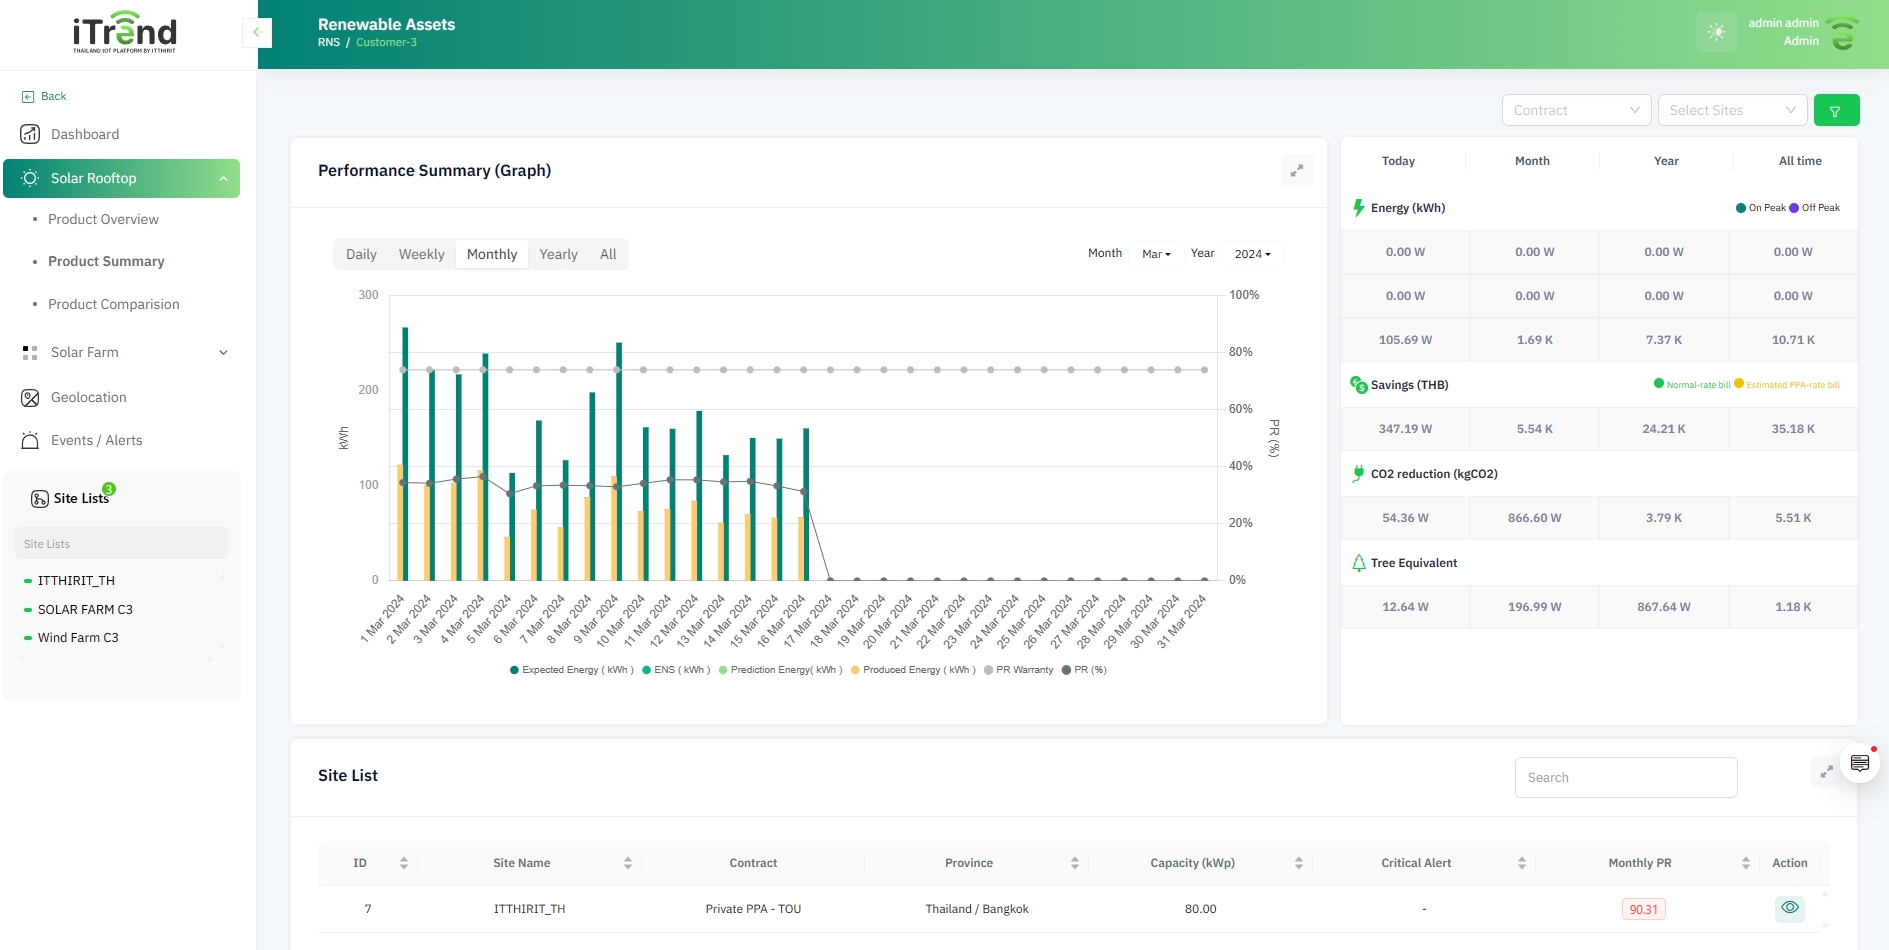 iTrend
THAILAND IOT PLATFORM BY ITTHIRIT
Renewable Assets
RNS / Customer-3
admin admin
Admin
Back
Dashboard
Solar Rooftop
Product Overview
Product Summary
Product Comparision
Solar Farm
Geolocation
Events / Alerts
Site Lists
3
Site Lists
ITTHIRIT_TH
SOLAR FARM C3
Wind Farm C3
Contract
Select Sites
Performance Summary (Graph)
Daily Weekly Monthly Yearly All
Month Mar Year 2024
300
200
100
0
kWh
100%
80%
60%
40%
20%
0%
PR (%)
1 Mar 2024
2 Mar 2024
3 Mar 2024
4 Mar 2024
5 Mar 2024
6 Mar 2024
7 Mar 2024
8 Mar 2024
9 Mar 2024
10 Mar 2024
11 Mar 2024
12 Mar 2024
13 Mar 2024
14 Mar 2024
15 Mar 2024
16 Mar 2024
17 Mar 2024
18 Mar 2024
19 Mar 2024
20 Mar 2024
21 Mar 2024
22 Mar 2024
23 Mar 2024
24 Mar 2024
25 Mar 2024
26 Mar 2024
27 Mar 2024
28 Mar 2024
29 Mar 2024
30 Mar 2024
31 Mar 2024
Expected Energy ( kWh ) ENS ( kWh ) Prediction Energy( kWh ) Produced Energy ( kWh ) PR Warranty PR (%)
Today Month Year All time
Energy (kWh) On Peak Off Peak
0.00 W 0.00 W 0.00 W 0.00 W
0.00 W 0.00 W 0.00 W 0.00 W
105.69 W 1.69 K 7.37 K 10.71 K
Savings (THB) Normal-rate bill Estimated PPA-rate bill
347.19 W 5.54 K 24.21 K 35.18 K
CO2 reduction (kgCO2)
54.36 W 866.60 W 3.79 K 5.51 K
Tree Equivalent
12.64 W 196.99 W 867.64 W 1.18 K
Site List
Search
ID Site Name Contract Province Capacity (kWp) Critical Alert Monthly PR Action
7 ITTHIRIT_TH Private PPA - TOU Thailand / Bangkok 80.00 - 90.31